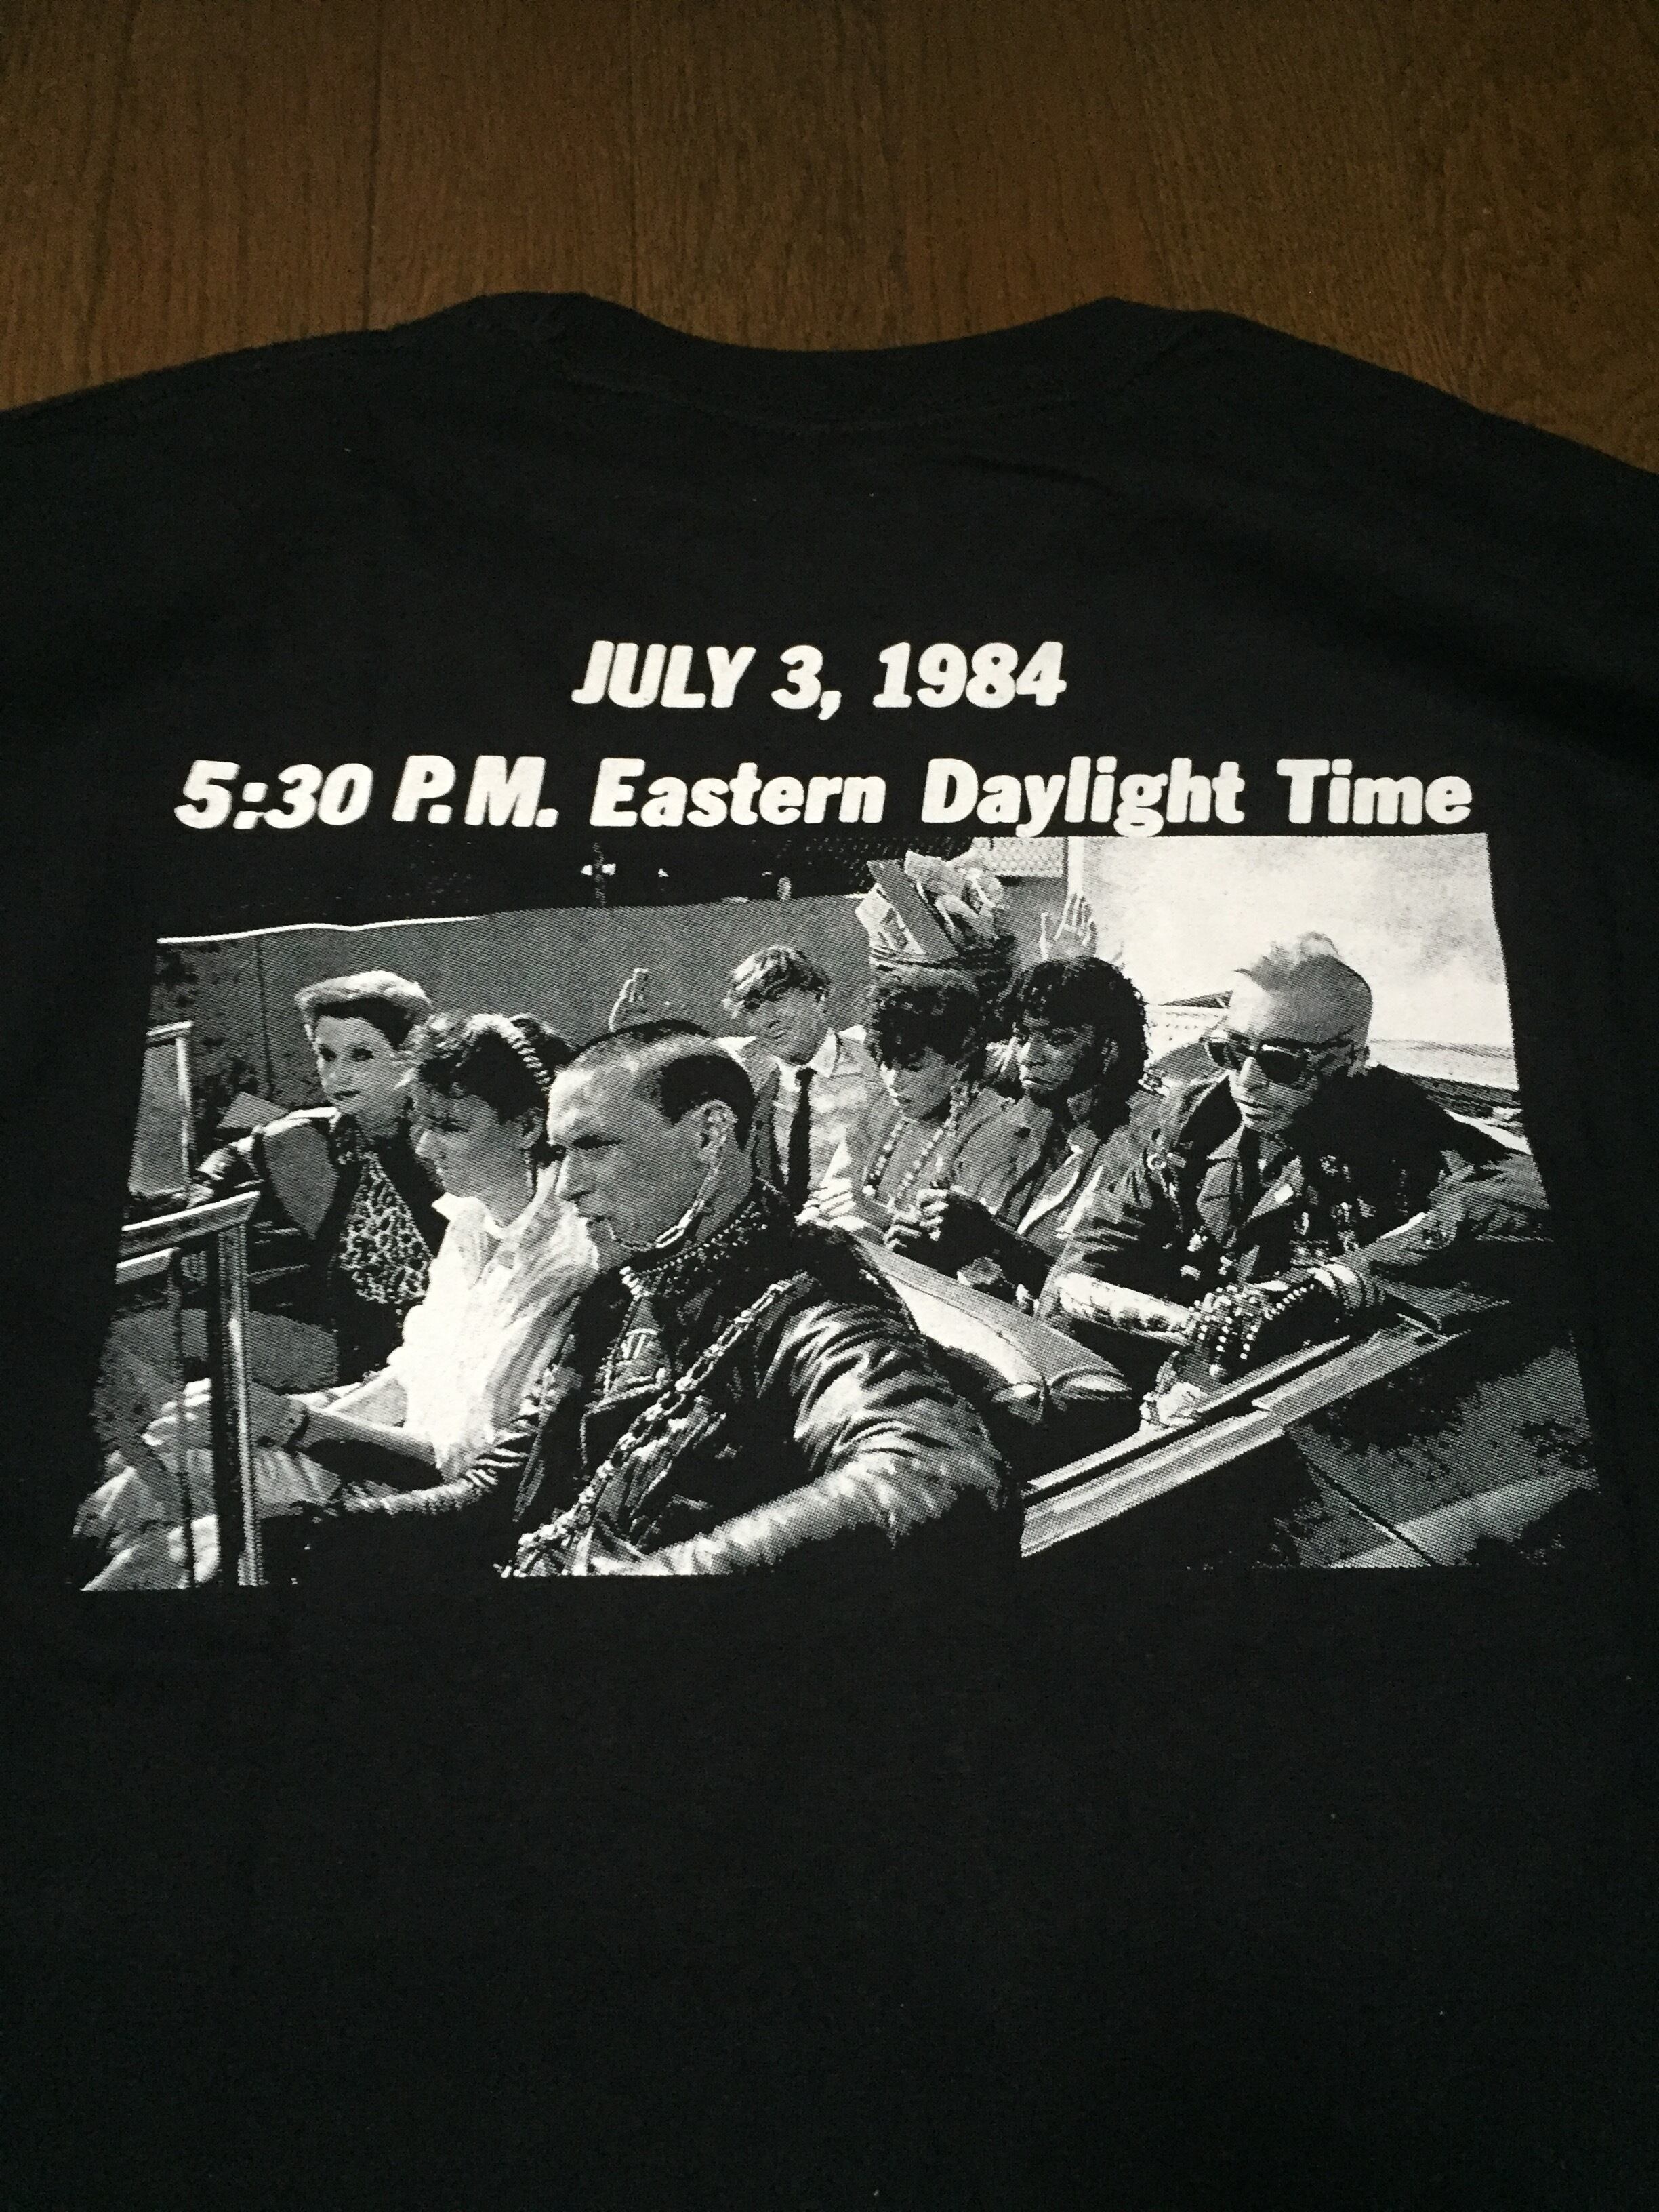 JULY 3, 1984
5:30 P.M. Eastern Daylight Time